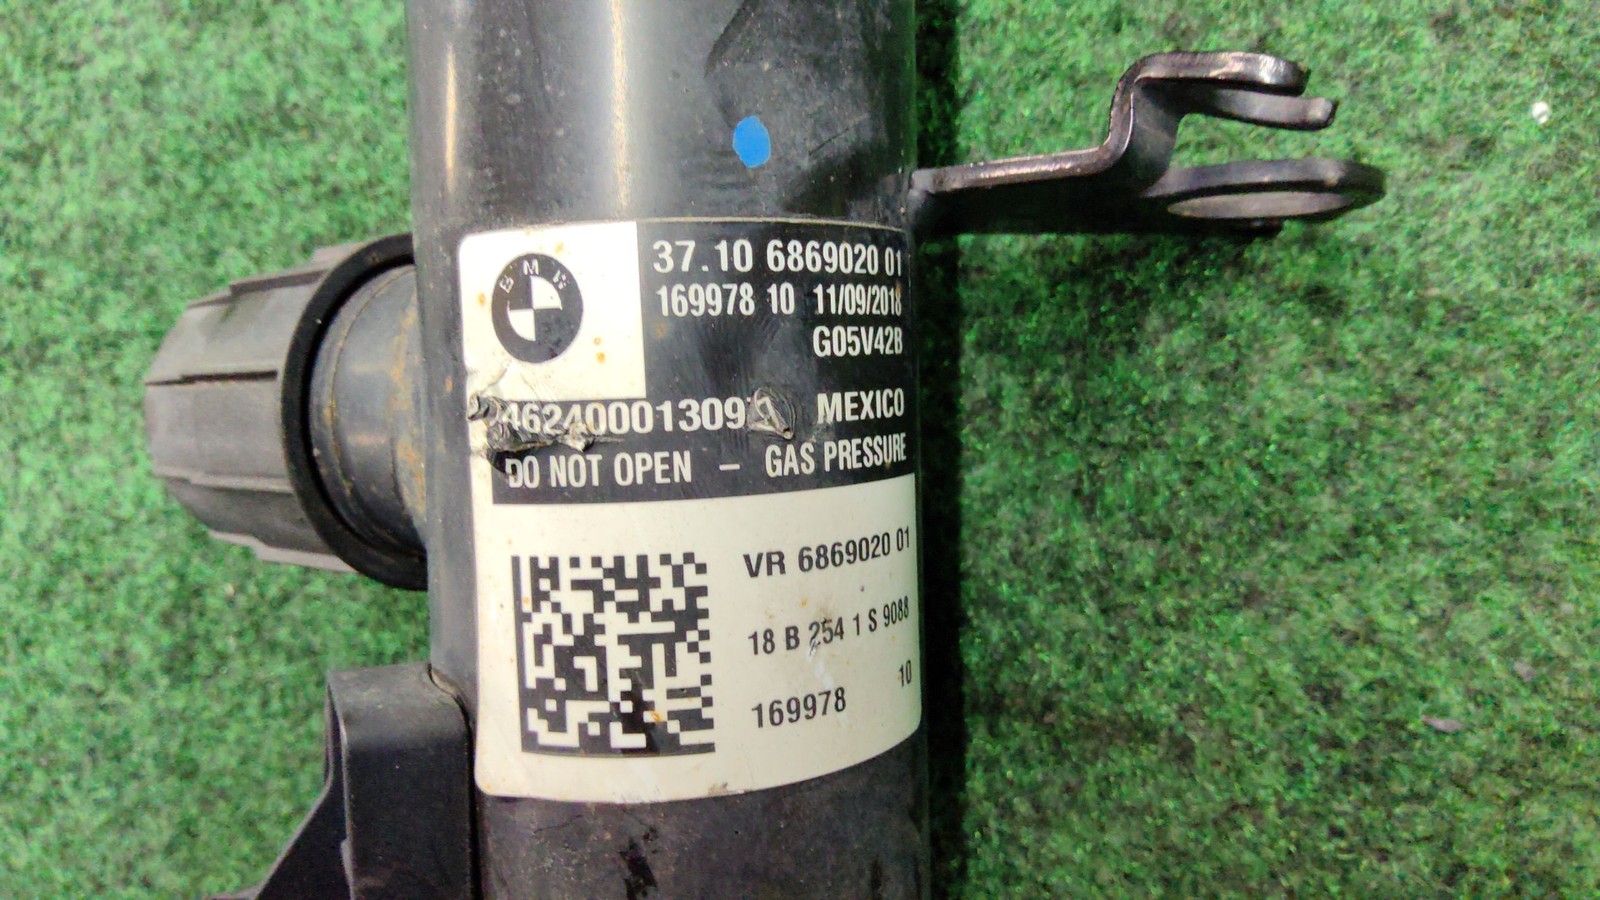 BMW
37.10 6869020 01
169978 10 11/09/2018
G05V42B
46240001309 MEXICO
DO NOT OPEN – GAS PRESSURE
VR 6869020 01
18 B 254 1 S 9088
169978 10